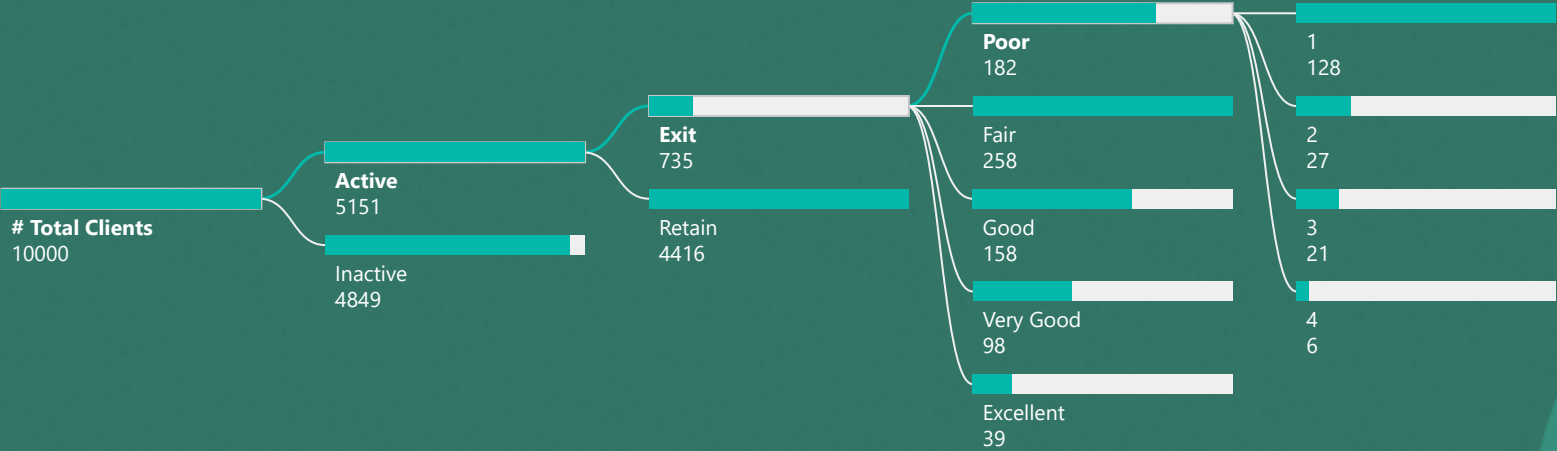 # Total Clients
10000
Active
5151
Inactive
4849
Exit
735
Retain
4416
Poor
182
Fair
258
Good
158
Very Good
98
Excellent
39
1
128
2
27
3
21
4
6